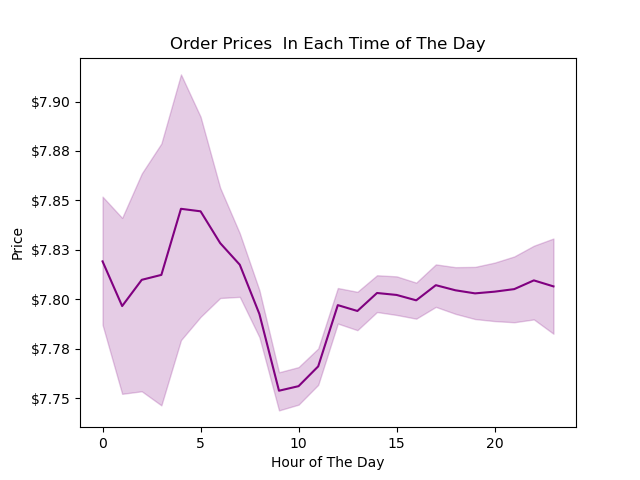 Order Prices  In Each Time of The Day
$7.90
$7.88
$7.85
$7.83
$7.80
$7.78
$7.75
Price
0 5 10 15 20
Hour of The Day